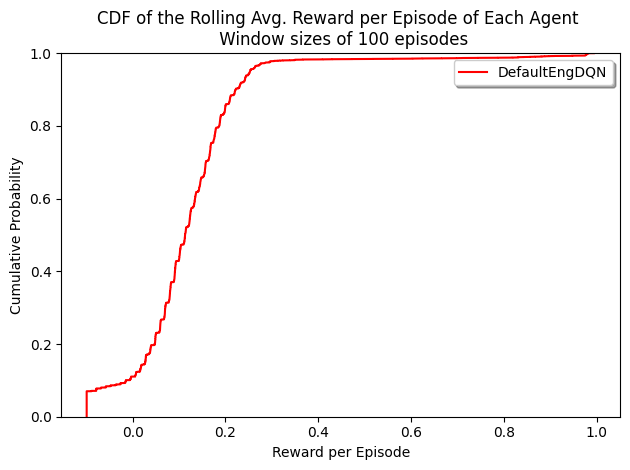 CDF of the Rolling Avg. Reward per Episode of Each Agent
Window sizes of 100 episodes
DefaultEngDQN
Cumulative Probability
1.0
0.8
0.6
0.4
0.2
0.0
0.0 0.2 0.4 0.6 0.8 1.0
Reward per Episode